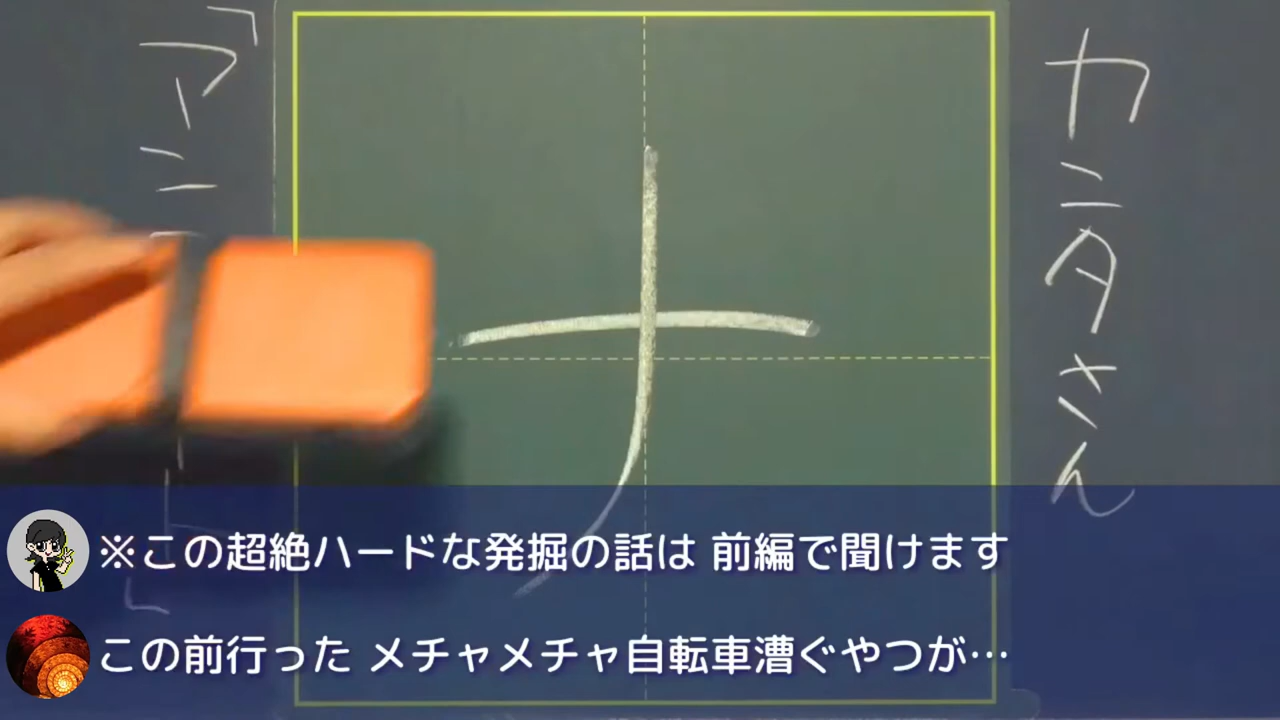 カニタさん
ナ
※この超絶ハードな発掘の話は 前編で聞けます
この前行った メチャメチャ自転車漕ぐやつが…